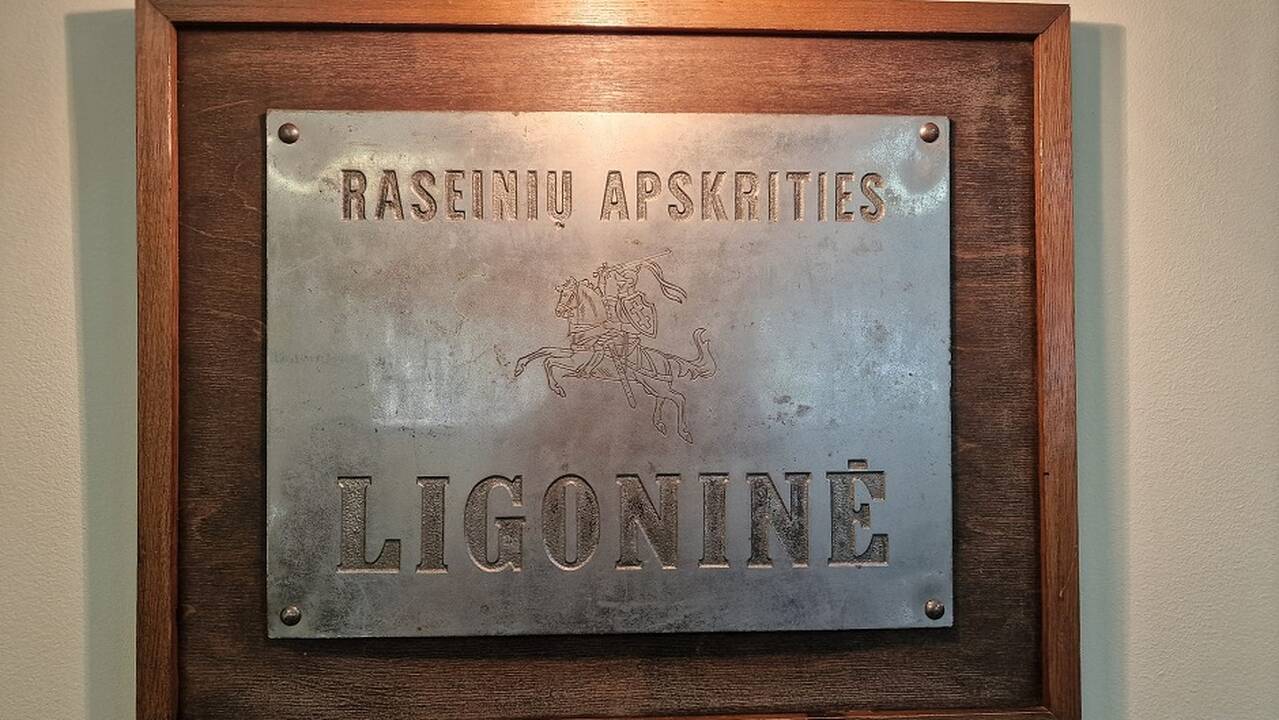 RASEINIŲ APSKRITIES
LIGONINĖ